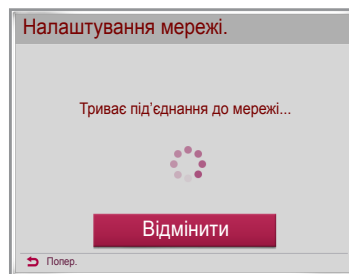 Налаштування мережі.
Триває під’єднання до мережі...
Відмінити
Попер.